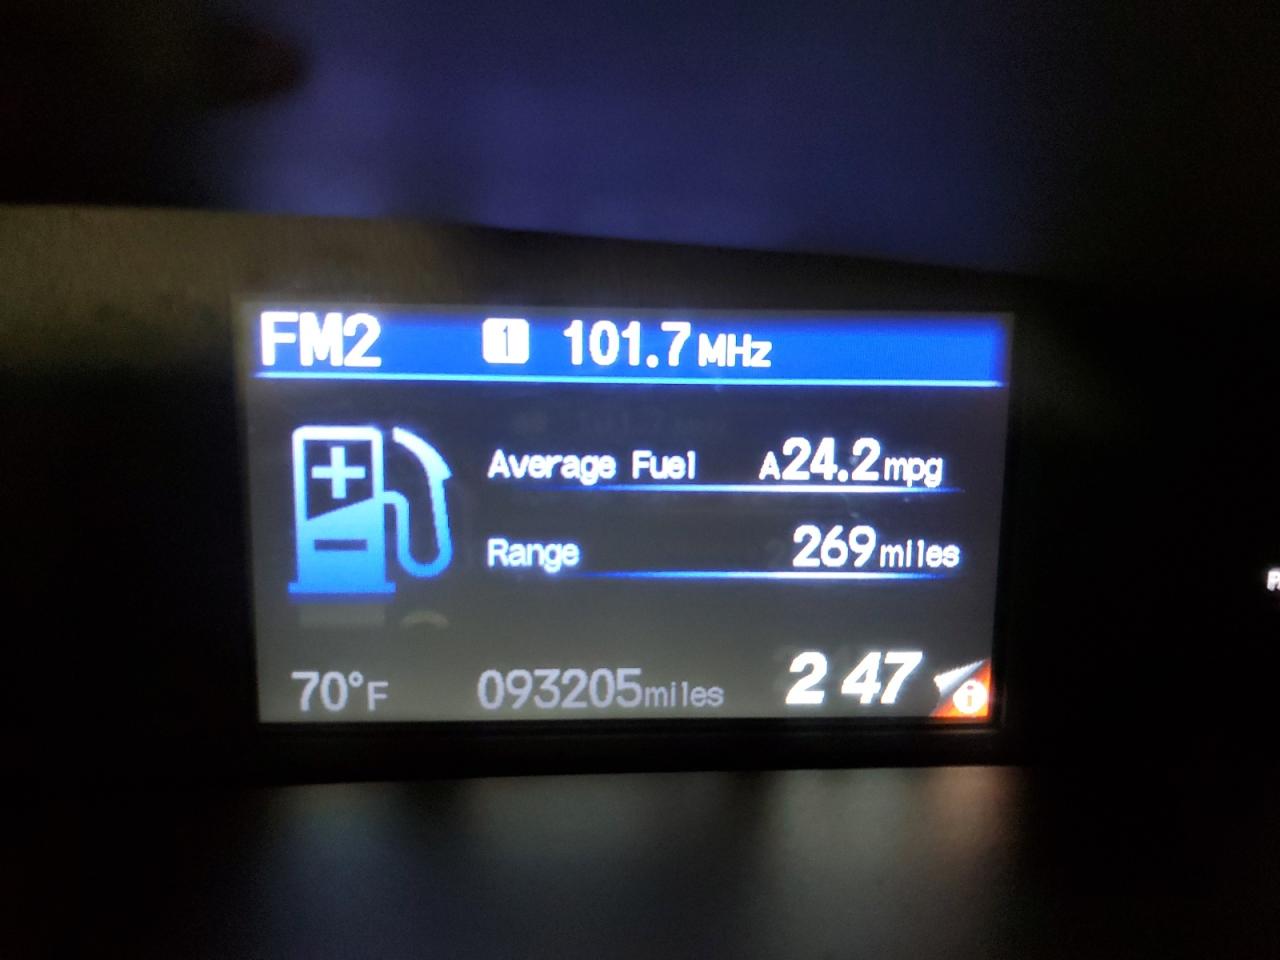 FM2 1 101.7 MHz
Average Fuel A24.2 mpg
Range 269 miles
70°F 093205 miles 2 47 i